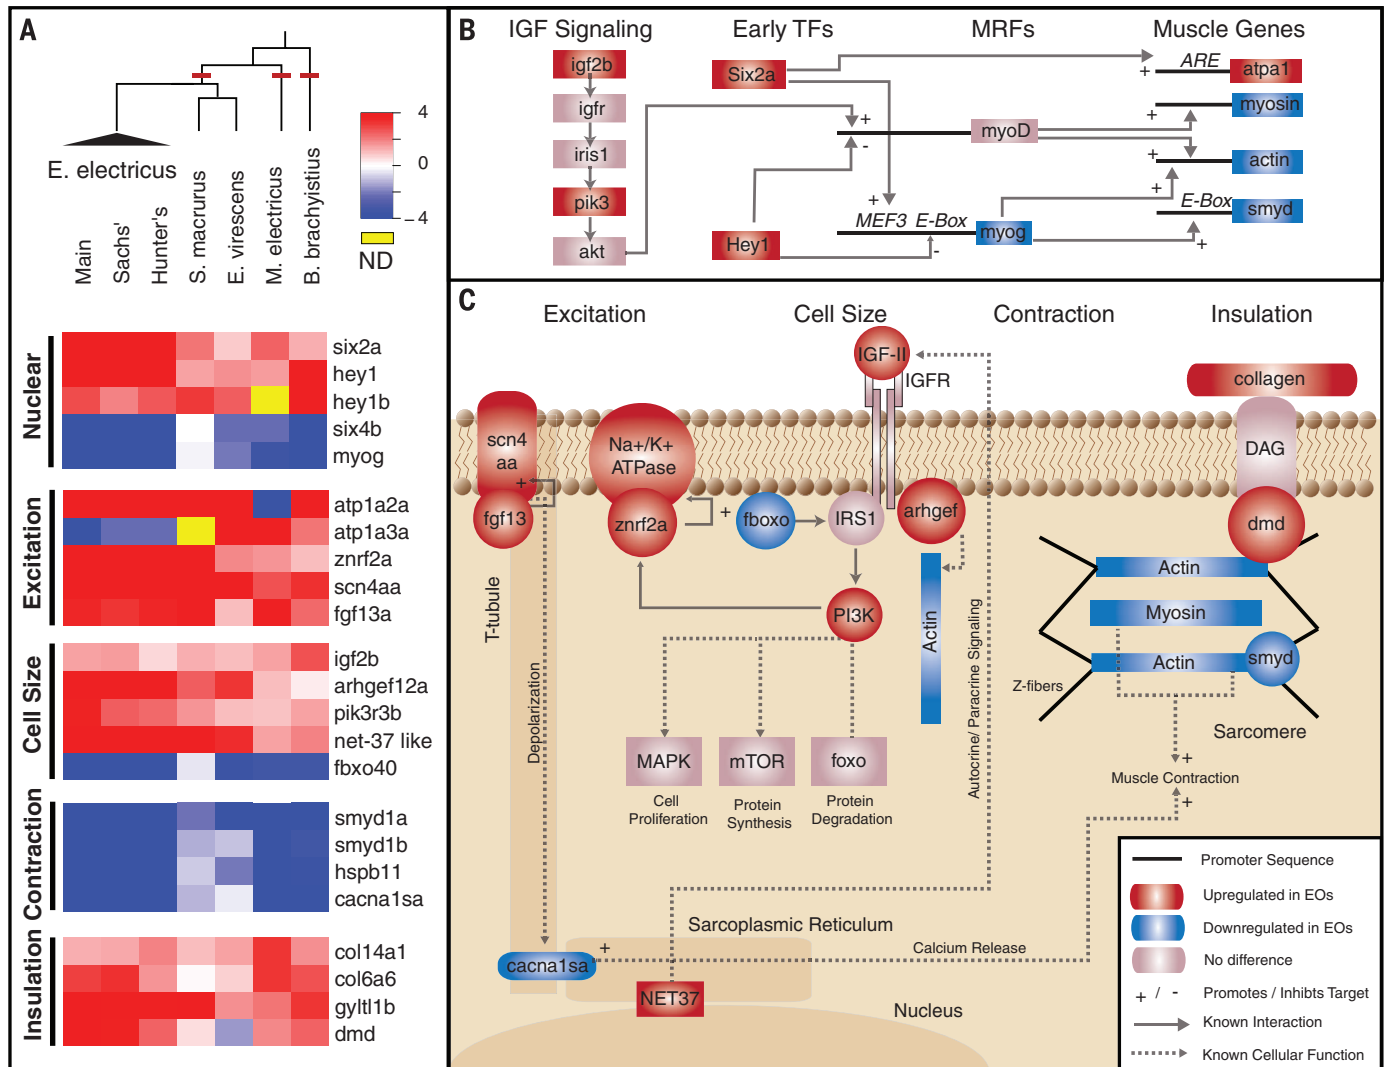 A
E. electricus
Main
Sachs'
Hunter's
S. macrurus
E. virescens
M. electricus
B. brachyistius
4
0
–4
ND
Nuclear
six2a
hey1
hey1b
six4b
myog
Excitation
atp1a2a
atp1a3a
znrf2a
scn4aa
fgf13a
Cell Size
igf2b
arhgef12a
pik3r3b
net-37 like
fbxo40
Contraction
smyd1a
smyd1b
hspb11
cacna1sa
Insulation
col14a1
col6a6
gyltl1b
dmd
B
IGF Signaling
Early TFs
MRFs
Muscle Genes
igf2b
igfr
iris1
pik3
akt
Six2a
Hey1
+
-
myoD
+
MEF3 E-Box
myog
-
+
ARE
atpa1
+
myosin
+
actin
+
E-Box
smyd
+
C
Excitation
Cell Size
Contraction
Insulation
scn4
aa
+
fgf13
Na+/K+
ATPase
znrf2a
+
fboxo
IGF-II
IGFR
IRS1
arhgef
PI3K
Actin
collagen
DAG
dmd
Actin
Myosin
Actin
smyd
Z-fibers
Sarcomere
+
Muscle Contraction
+
T-tubule
Depolarization
MAPK
mTOR
foxo
Cell
Proliferation
Protein
Synthesis
Protein
Degradation
Autocrine/ Paracrine Signaling
Sarcoplasmic Reticulum
+
Calcium Release
cacna1sa
NET37
Nucleus
Promoter Sequence
Upregulated in EOs
Downregulated in EOs
No difference
+ / - Promotes / Inhibts Target
Known Interaction
Known Cellular Function